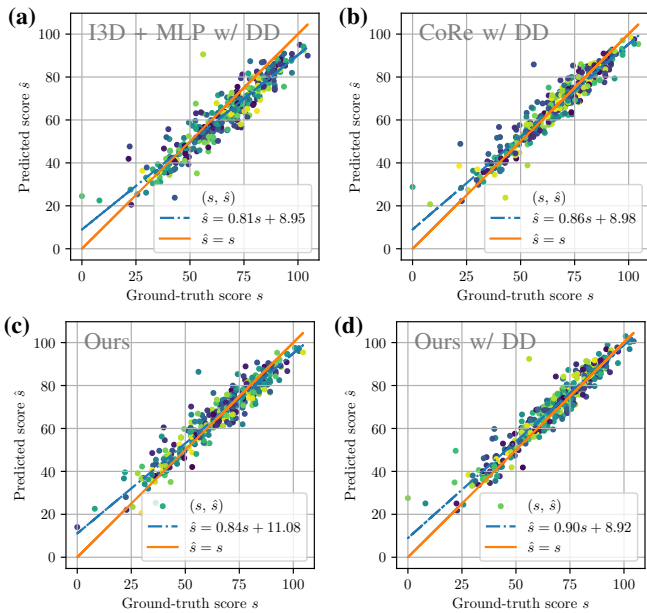 (a)
I3D + MLP w/ DD
100
80
60
40
20
0
Predicted score ŝ
(s, ŝ)
ŝ = 0.81s + 8.95
ŝ = s
0 25 50 75 100
Ground-truth score s
(b)
CoRe w/ DD
100
80
60
40
20
0
Predicted score ŝ
(s, ŝ)
ŝ = 0.86s + 8.98
ŝ = s
0 25 50 75 100
Ground-truth score s
(c)
Ours
100
80
60
40
20
0
Predicted score ŝ
(s, ŝ)
ŝ = 0.84s + 11.08
ŝ = s
0 25 50 75 100
Ground-truth score s
(d)
Ours w/ DD
100
80
60
40
20
0
Predicted score ŝ
(s, ŝ)
ŝ = 0.90s + 8.92
ŝ = s
0 25 50 75 100
Ground-truth score s